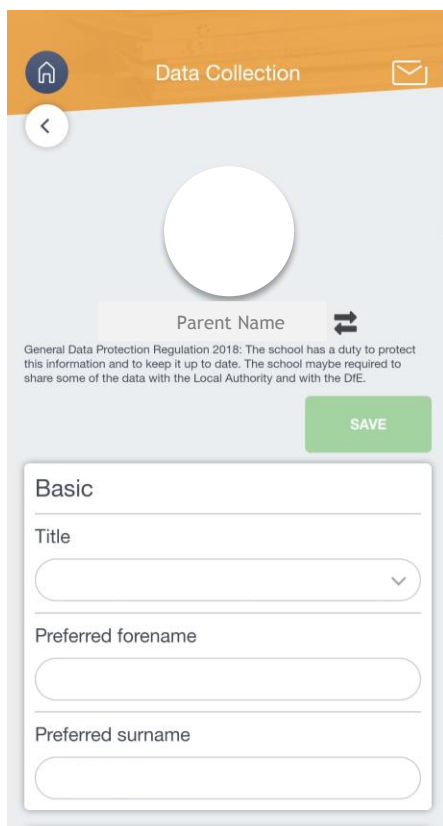 Data Collection
Parent Name
General Data Protection Regulation 2018: The school has a duty to protect
this information and to keep it up to date. The school maybe required to
share some of the data with the Local Authority and with the DfE.
SAVE
Basic
Title
Preferred forename
Preferred surname